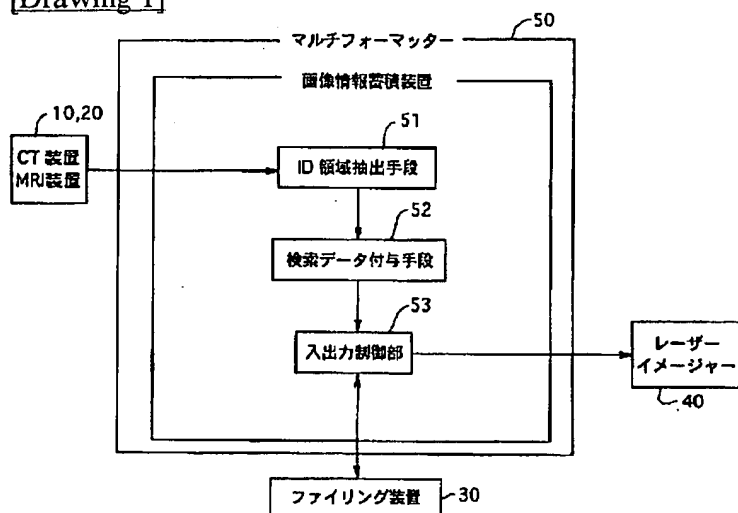 [Drawing 1]
マルチフォーマッター
50
画像情報蓄積装置
10,20
CT 装置
MRI装置
51
ID 領域抽出手段
52
検索データ付与手段
53
入出力制御部
レーザー
イメージャー
40
ファイリング装置
30